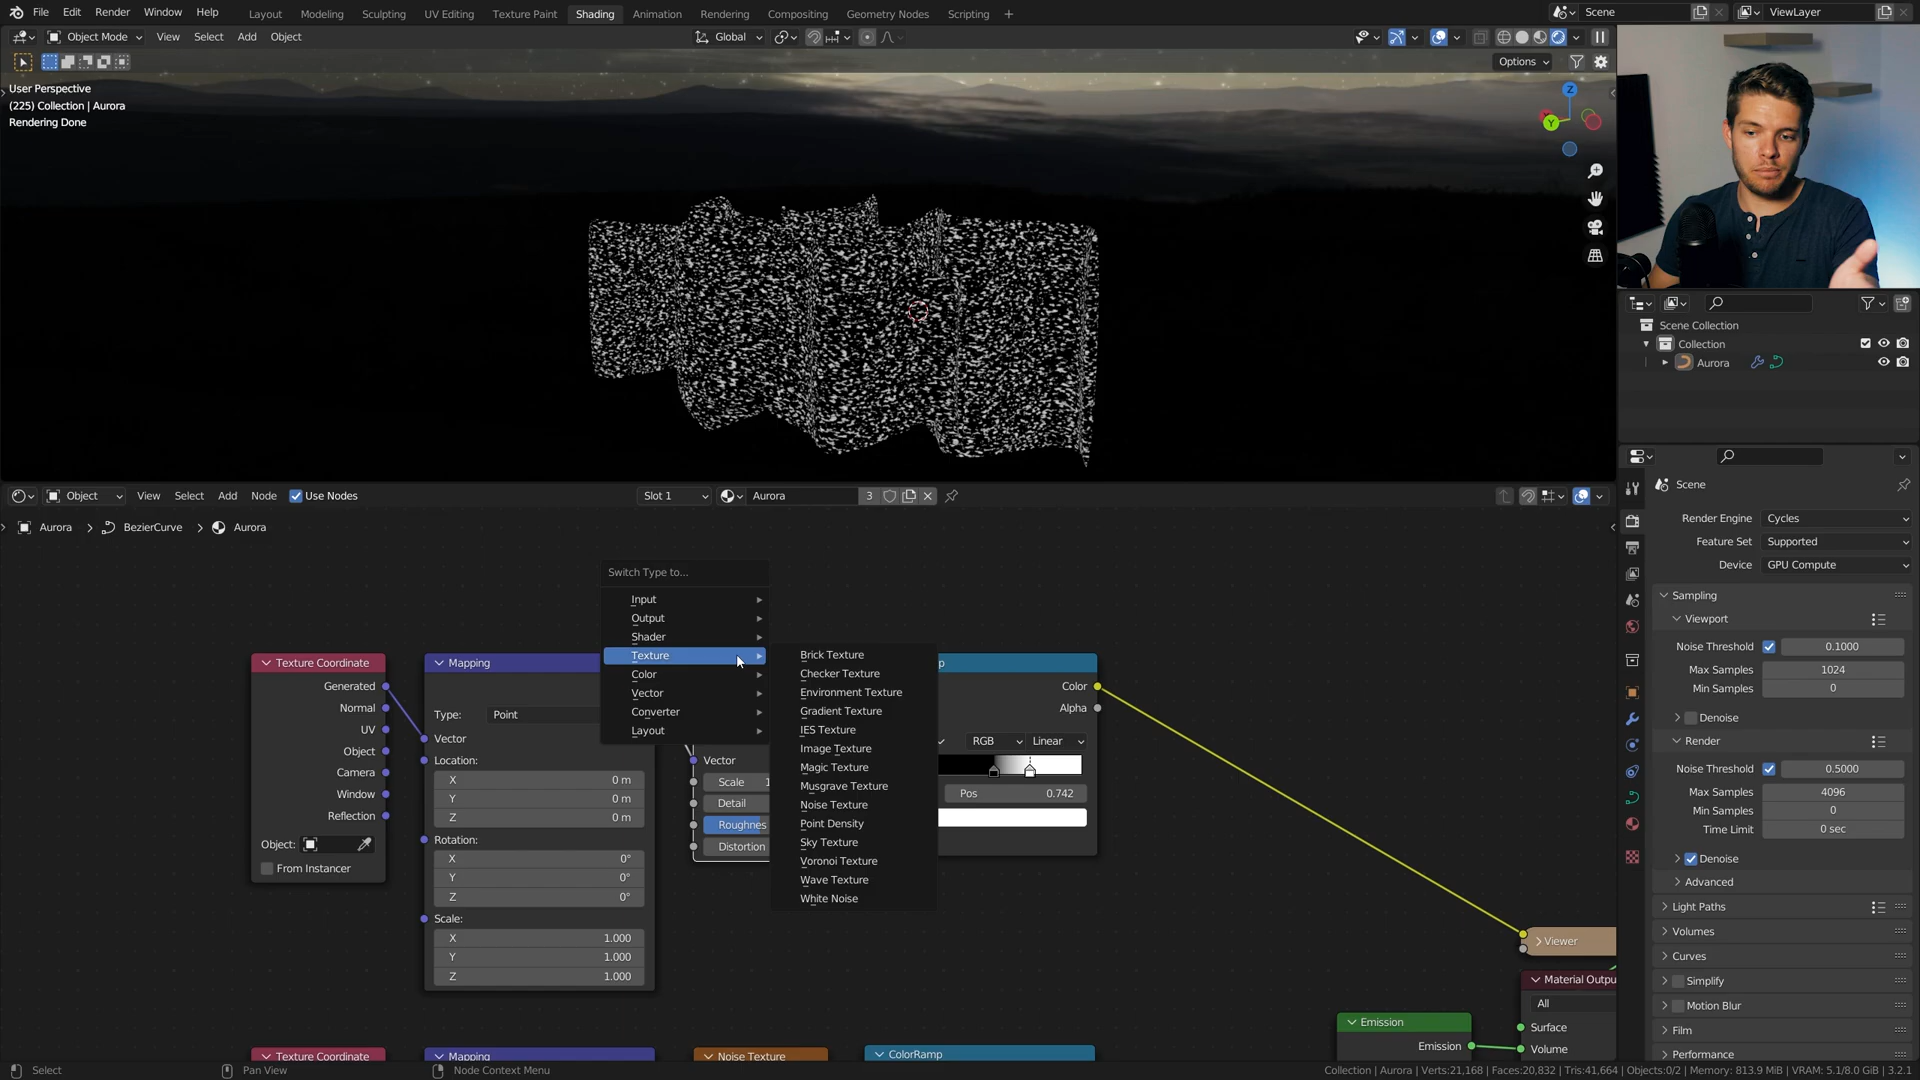 File Edit Render Window Help Layout Modeling Sculpting UV Editing Texture Paint Shading Animation Rendering Compositing Geometry Nodes Scripting + Scene ViewLayer
Object Mode View Select Add Object Global
Options
User Perspective
(225) Collection | Aurora
Rendering Done
Z
Y
Scene Collection
Collection
Aurora
Object View Select Add Node Use Nodes Slot 1 Aurora 3
Aurora > BezierCurve > Aurora
Switch Type to...
Input
Output
Shader
Texture
Color
Vector
Converter
Layout
Brick Texture
Checker Texture
Environment Texture
Gradient Texture
IES Texture
Image Texture
Magic Texture
Musgrave Texture
Noise Texture
Point Density
Sky Texture
Voronoi Texture
Wave Texture
White Noise
Texture Coordinate
Generated
Normal
UV
Object
Camera
Window
Reflection
Object:
From Instancer
Mapping
Type: Point
Vector
Location:
X 0 m
Y 0 m
Z 0 m
Rotation:
X 0°
Y 0°
Z 0°
Scale:
X 1.000
Y 1.000
Z 1.000
Vector
Scale 1
Detail
Roughnes
Distortion
p
Color
Alpha
RGB Linear
Pos 0.742
Viewer
Material Outpu
All
Surface
Volume
Emission
Emission
Texture Coordinate Mapping Noise Texture ColorRamp
Scene
Render Engine Cycles
Feature Set Supported
Device GPU Compute
Sampling
Viewport
Noise Threshold 0.1000
Max Samples 1024
Min Samples 0
Denoise
Render
Noise Threshold 0.5000
Max Samples 4096
Min Samples 0
Time Limit 0 sec
Denoise
Advanced
Light Paths
Volumes
Curves
Simplify
Motion Blur
Film
Performance
Select Pan View Node Context Menu Collection | Aurora | Verts:21,168 | Faces:20,832 | Tris:41,664 | Objects:0/2 | Memory: 813.9 MiB | VRAM: 5.1/8.0 GiB | 3.2.1